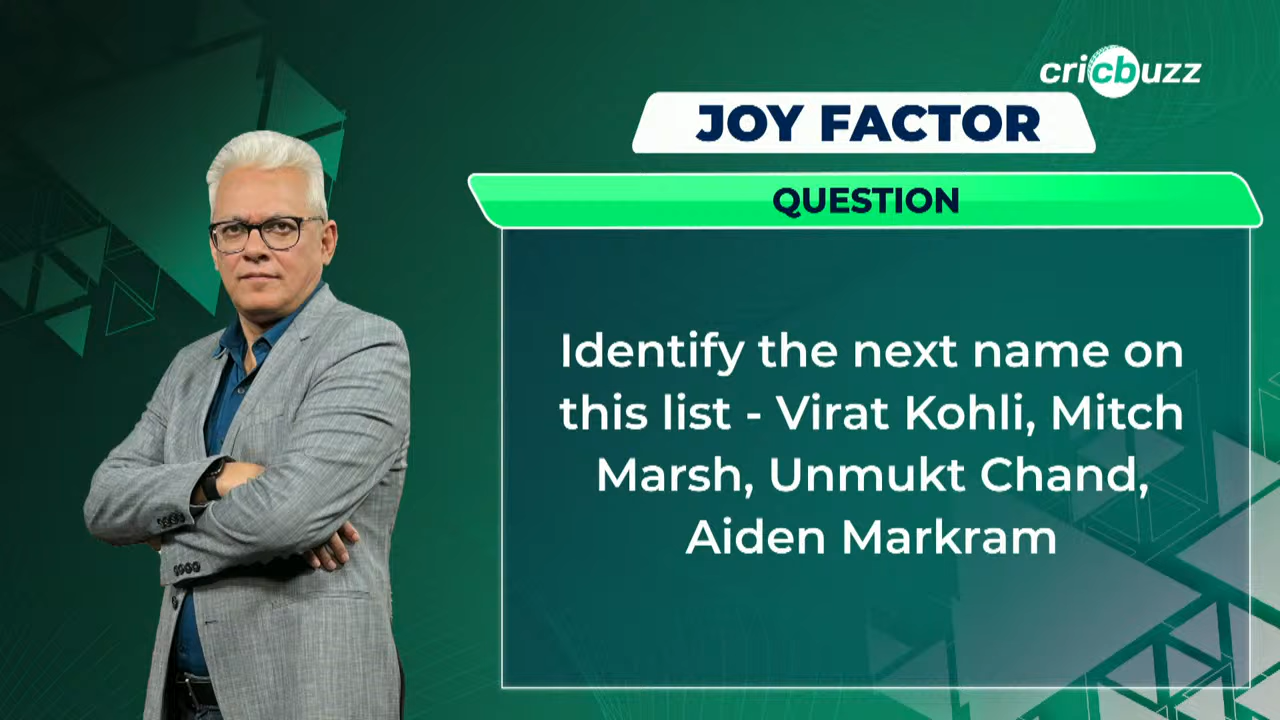 cricbuzz
JOY FACTOR
QUESTION
Identify the next name on
this list - Virat Kohli, Mitch
Marsh, Unmukt Chand,
Aiden Markram